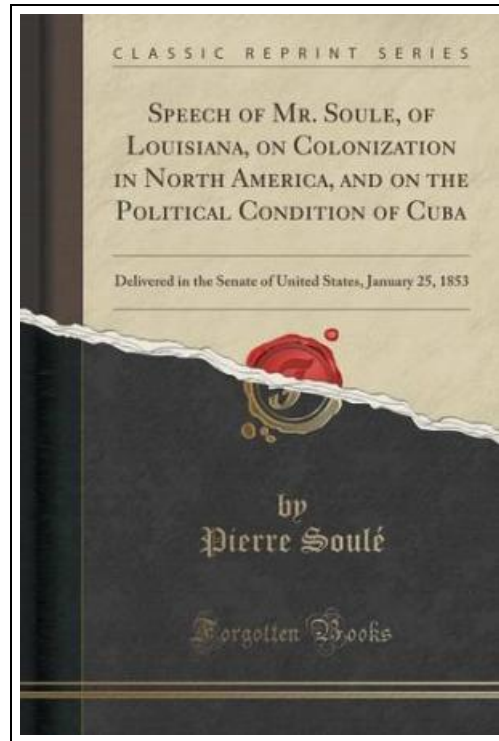 CLASSIC REPRINT SERIES
SPEECH OF MR. SOULE, OF
LOUISIANA, ON COLONIZATION
IN NORTH AMERICA, AND ON THE
POLITICAL CONDITION OF CUBA
Delivered in the Senate of United States, January 25, 1853
by
Pierre Soulé
Forgotten Books